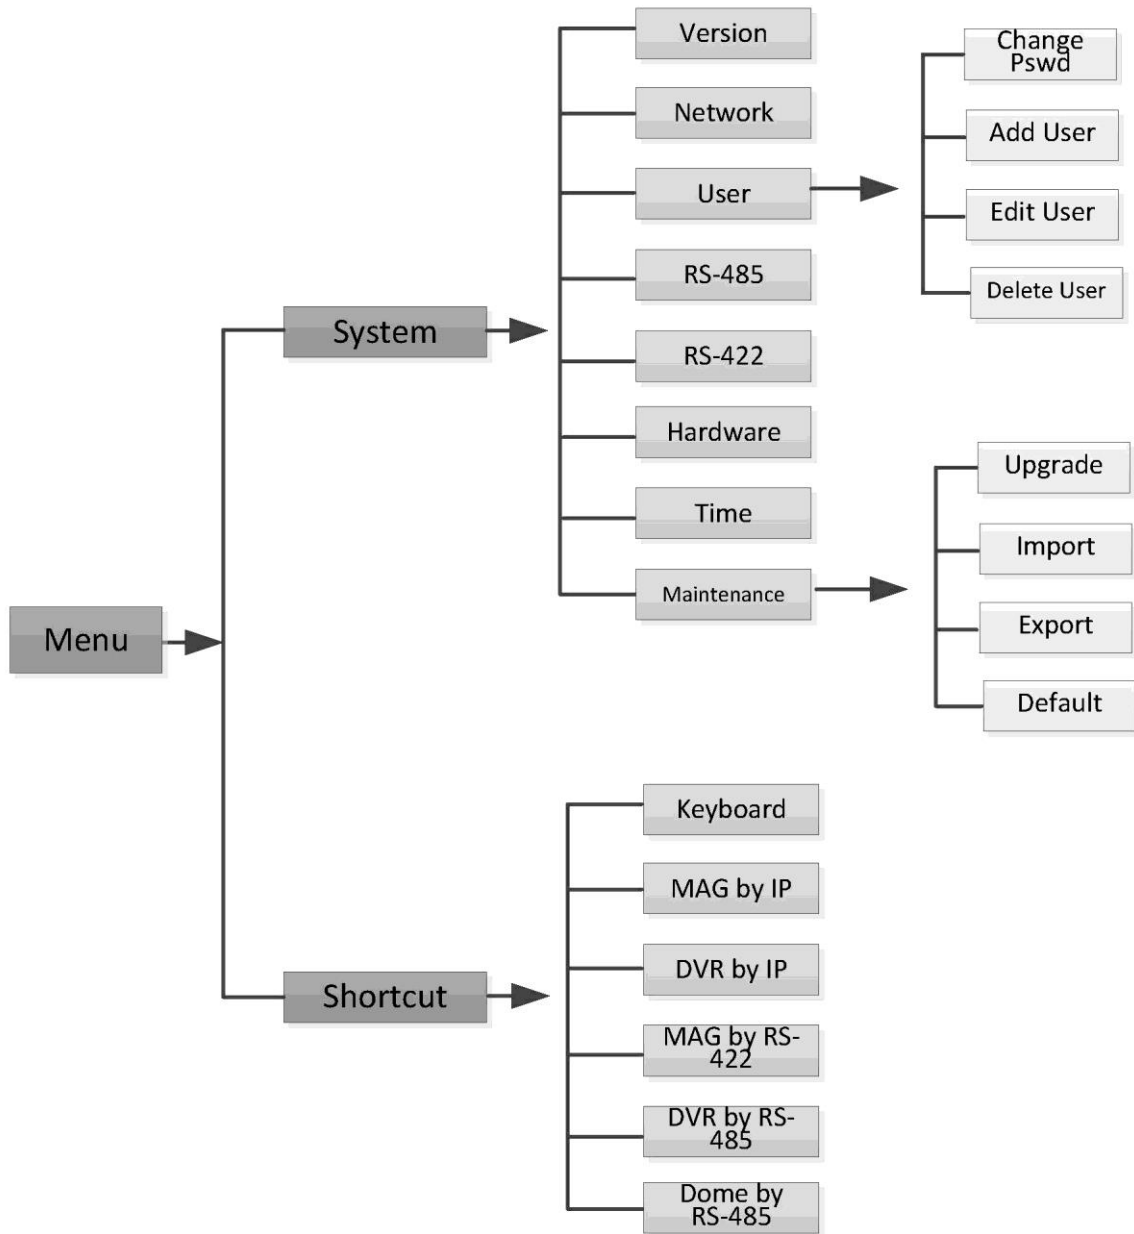 Menu
System
Version
Network
User
RS-485
RS-422
Hardware
Time
Maintenance
Change
Pswd
Add User
Edit User
Delete User
Upgrade
Import
Export
Default
Shortcut
Keyboard
MAG by IP
DVR by IP
MAG by RS-
422
DVR by RS-
485
Dome by
RS-485